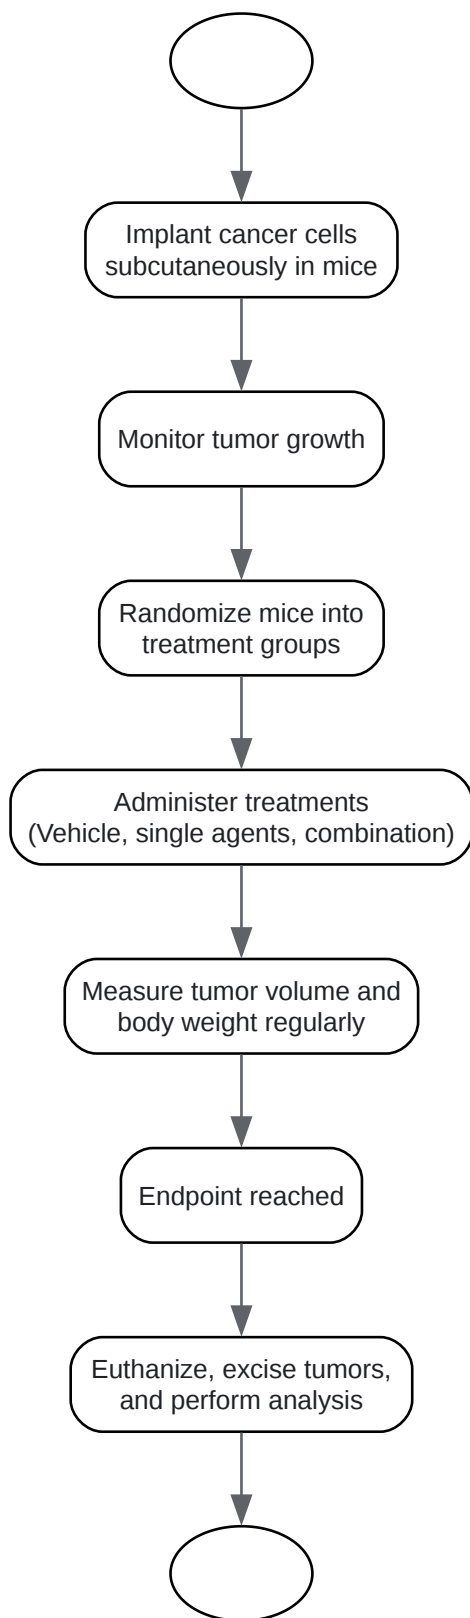 Implant cancer cells
subcutaneously in mice
Monitor tumor growth
Randomize mice into
treatment groups
Administer treatments
(Vehicle, single agents, combination)
Measure tumor volume and
body weight regularly
Endpoint reached
Euthanize, excise tumors,
and perform analysis